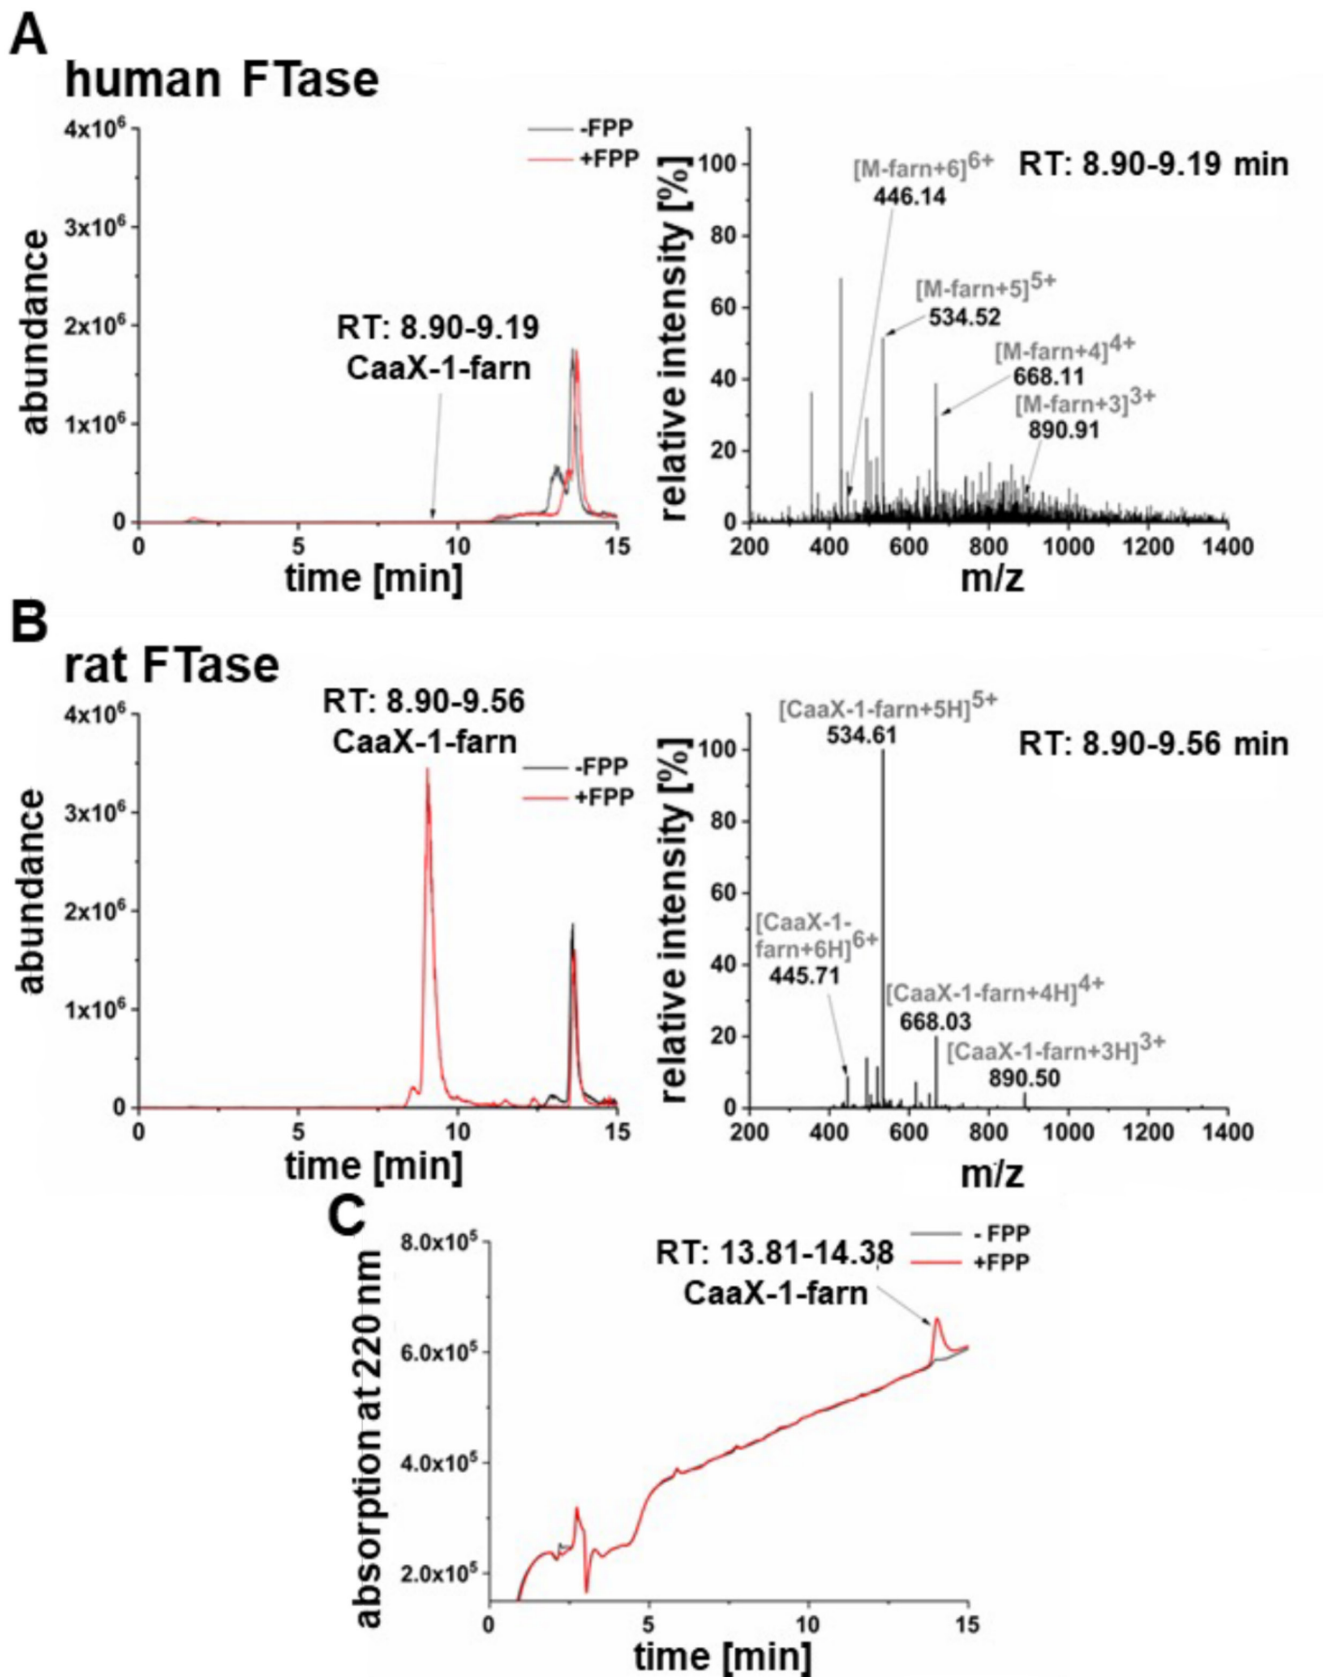 A
human FTase
4x10⁶
3x10⁶
2x10⁶
1x10⁶
0
abundance
-FPP
+FPP
RT: 8.90-9.19
CaaX-1-farn
0 5 10 15
time [min]
relative intensity [%]
100
80
60
40
20
0
[M-farn+6]⁶⁺
446.14
RT: 8.90-9.19 min
[M-farn+5]⁵⁺
534.52
[M-farn+4]⁴⁺
668.11
[M-farn+3]³⁺
890.91
200 400 600 800 1000 1200 1400
m/z
B
rat FTase
RT: 8.90-9.56
CaaX-1-farn
4x10⁶
3x10⁶
2x10⁶
1x10⁶
0
abundance
-FPP
+FPP
0 5 10 15
time [min]
relative intensity [%]
100
80
60
40
20
0
[CaaX-1-farn+5H]⁵⁺
534.61
RT: 8.90-9.56 min
[CaaX-1-
farn+6H]⁶⁺
445.71
[CaaX-1-farn+4H]⁴⁺
668.03
[CaaX-1-farn+3H]³⁺
890.50
200 400 600 800 1000 1200 1400
m/z
C
8.0x10⁵
6.0x10⁵
4.0x10⁵
2.0x10⁵
absorption at 220 nm
RT: 13.81-14.38
CaaX-1-farn
- FPP
+FPP
0 5 10 15
time [min]